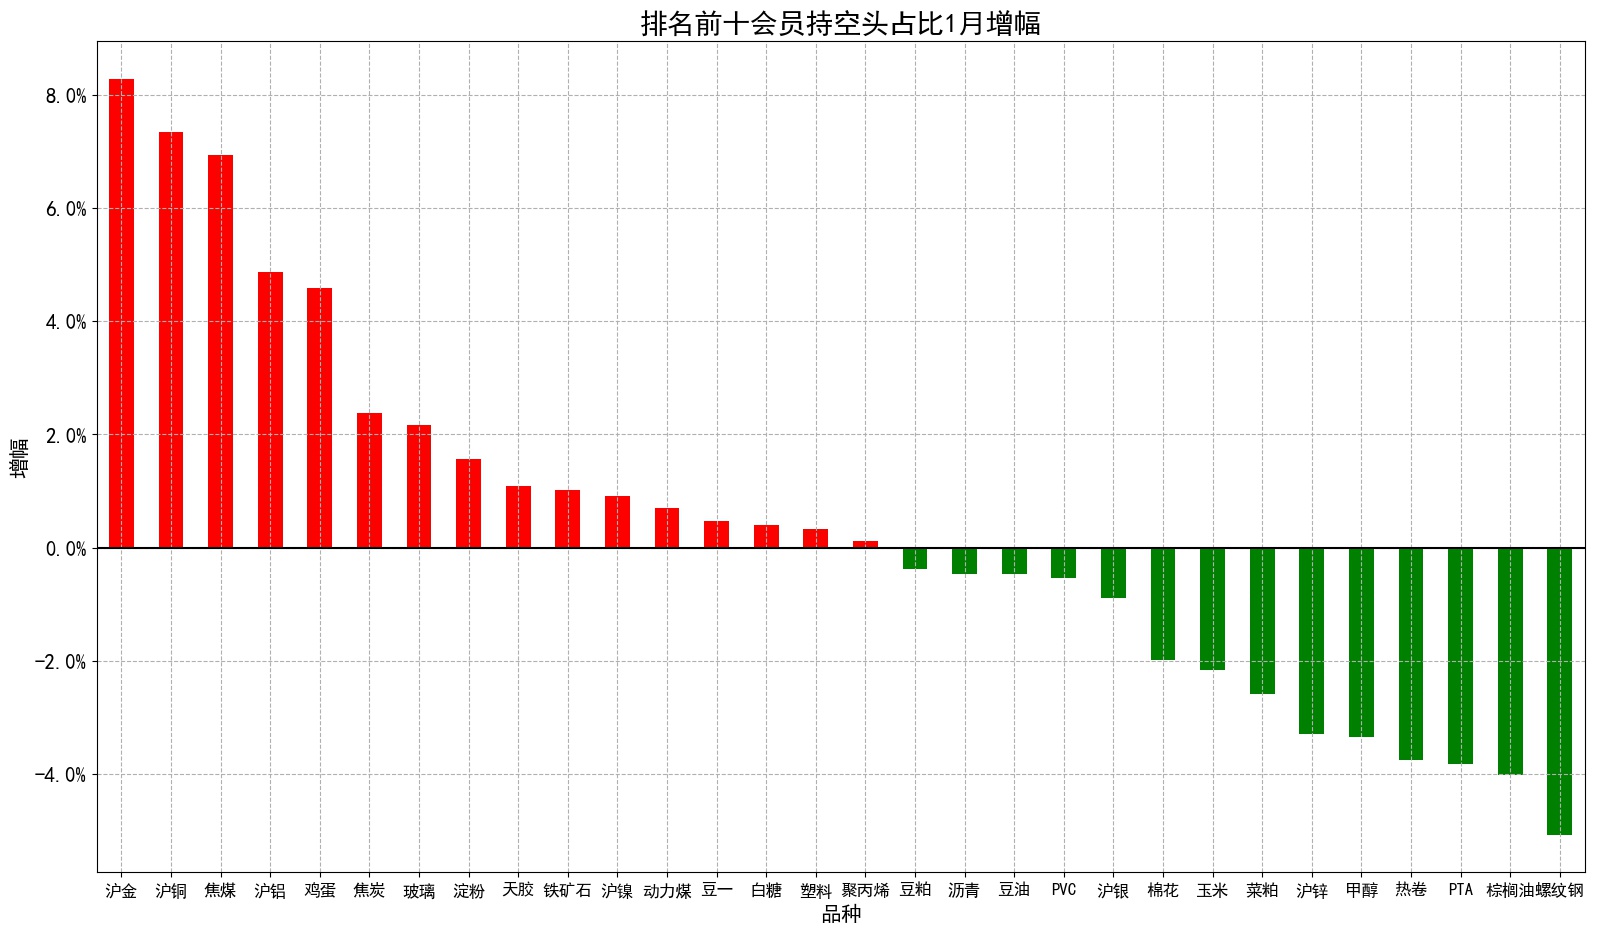 排名前十会员持空头占比1月增幅
8.0%
6.0%
4.0%
2.0%
0.0%
-2.0%
-4.0%
增幅
沪金 沪铜 焦煤 沪铝 鸡蛋 焦炭 玻璃 淀粉 天胶 铁矿石 沪镍 动力煤 豆一 白糖 塑料 聚丙烯 豆粕 沥青 豆油 PVC 沪银 棉花 玉米 菜粕 沪锌 甲醇 热卷 PTA 棕榈油 螺纹钢
品种